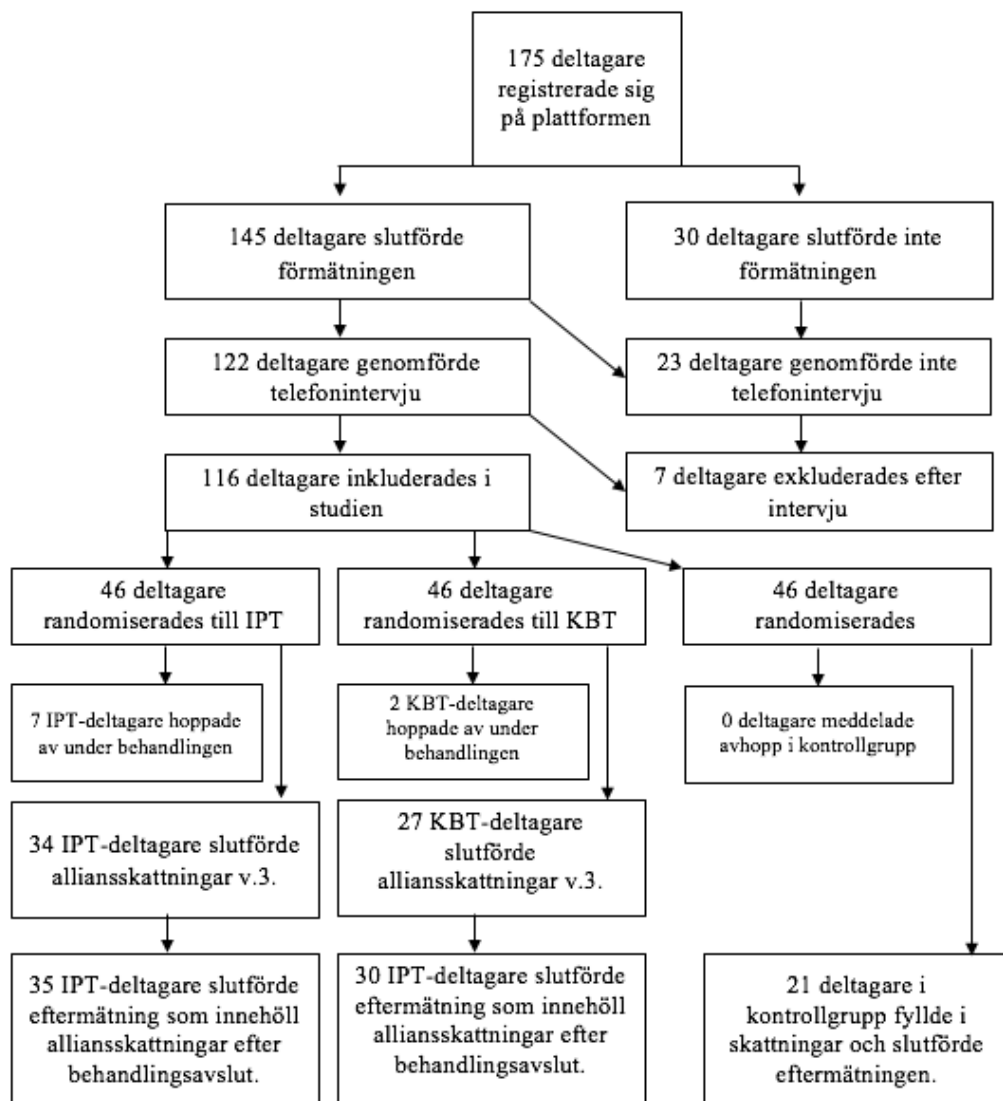 175 deltagare
registrerade sig
på plattformen
145 deltagare slutförde
förmätningen
30 deltagare slutförde inte
förmätningen
122 deltagare genomförde
telefonintervju
23 deltagare genomförde inte
telefonintervju
116 deltagare inkluderades i
studien
7 deltagare exkluderades efter
intervju
46 deltagare
randomiserades till IPT
46 deltagare
randomiserades till KBT
46 deltagare
randomiserades
7 IPT-deltagare hoppade
av under behandlingen
2 KBT-deltagare
hoppade av under
behandlingen
0 deltagare meddelade
avhopp i kontrollgrupp
34 IPT-deltagare slutförde
alliansskattningar v.3.
27 KBT-deltagare
slutförde
alliansskattningar v.3.
35 IPT-deltagare slutförde
eftermätning som innehöll
alliansskattningar efter
behandlingsavslut.
30 IPT-deltagare slutförde
eftermätning som innehöll
alliansskattningar efter
behandlingsavslut.
21 deltagare i
kontrollgrupp fyllde i
skattningar och slutförde
eftermätningen.